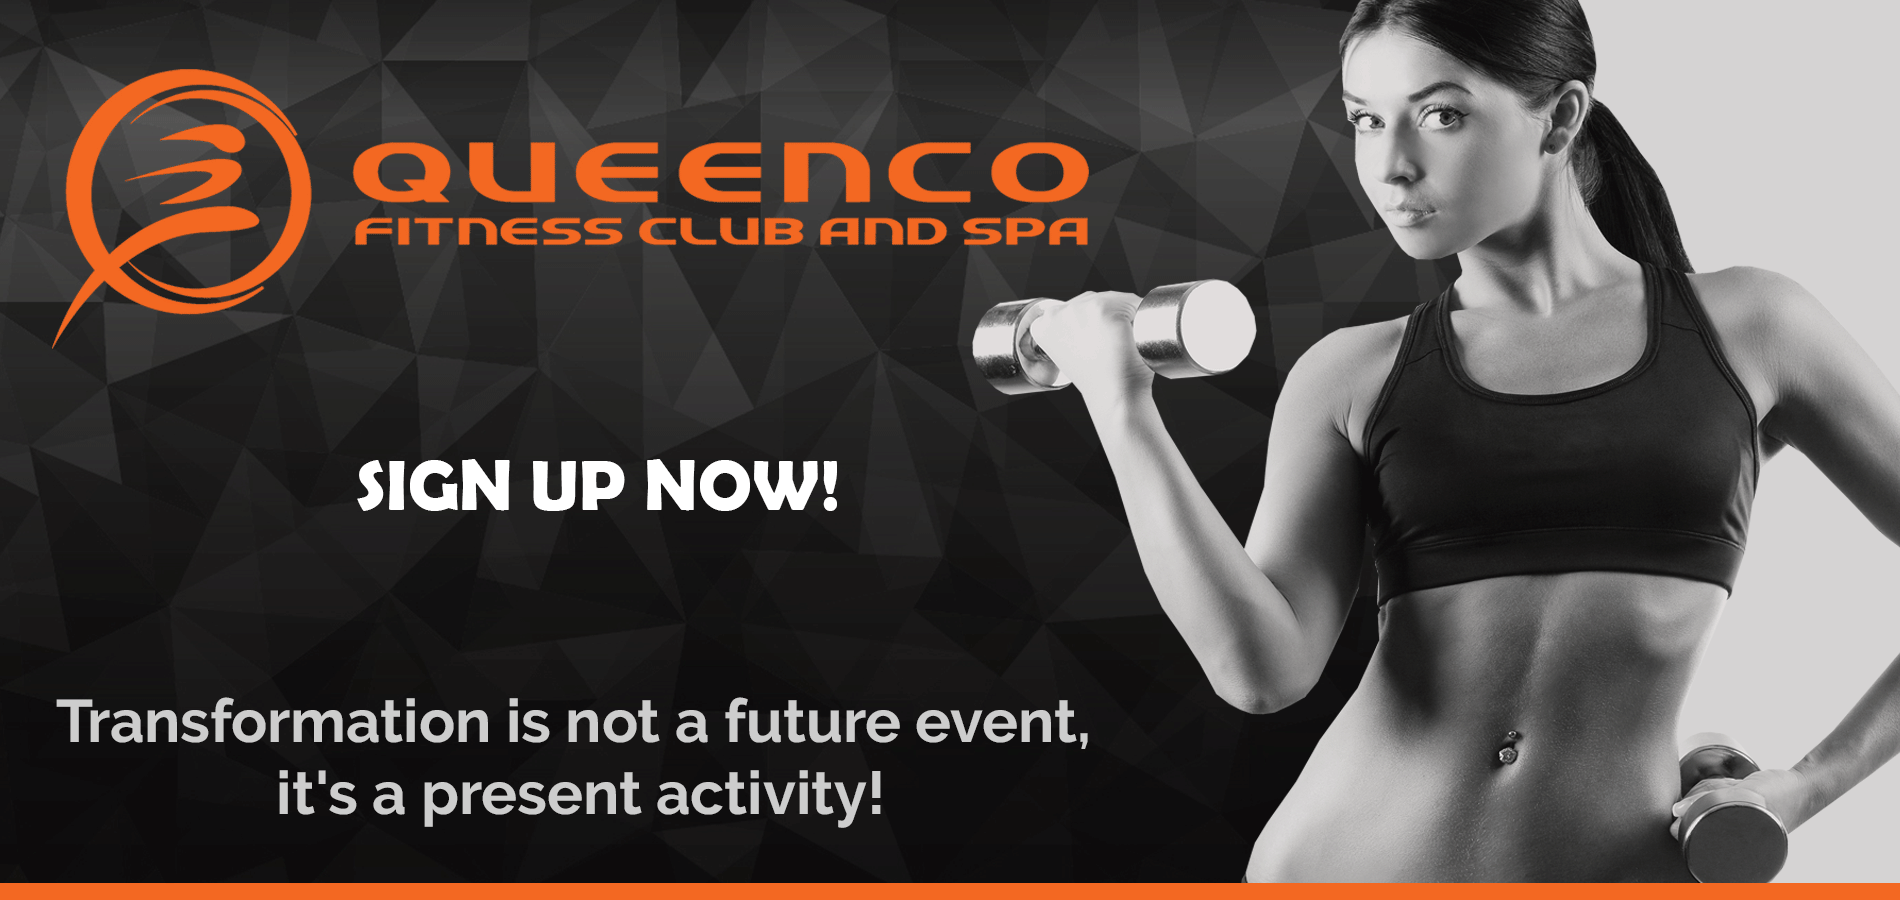 QUEENCO
FITNESS CLUB AND SPA
SIGN UP NOW!
Transformation is not a future event,
it's a present activity!